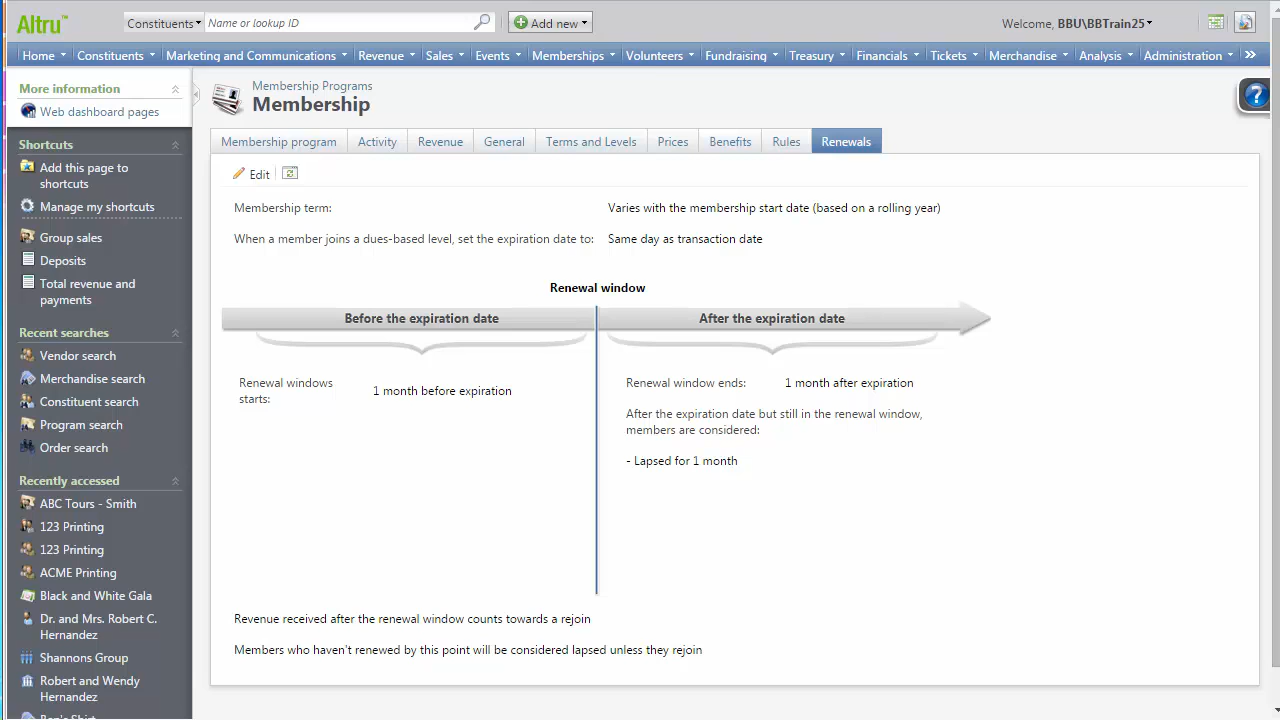 Altru™
Constituents
Name or lookup ID
Add new
Welcome, BBU\BBTrain25
Home Constituents Marketing and Communications Revenue Sales Events Memberships Volunteers Fundraising Treasury Financials Tickets Merchandise Analysis Administration »
More information
Web dashboard pages
Shortcuts
Add this page to
shortcuts
Manage my shortcuts
Group sales
Deposits
Total revenue and
payments
Recent searches
Vendor search
Merchandise search
Constituent search
Program search
Order search
Recently accessed
ABC Tours - Smith
123 Printing
123 Printing
ACME Printing
Black and White Gala
Dr. and Mrs. Robert C.
Hernandez
Shannons Group
Robert and Wendy
Hernandez
Membership Programs
Membership
?
Membership program Activity Revenue General Terms and Levels Prices Benefits Rules Renewals
Edit
Membership term: Varies with the membership start date (based on a rolling year)
When a member joins a dues-based level, set the expiration date to: Same day as transaction date
Renewal window
Before the expiration date After the expiration date
Renewal windows
starts:
1 month before expiration
Renewal window ends: 1 month after expiration
After the expiration date but still in the renewal window,
members are considered:
- Lapsed for 1 month
Revenue received after the renewal window counts towards a rejoin
Members who haven't renewed by this point will be considered lapsed unless they rejoin